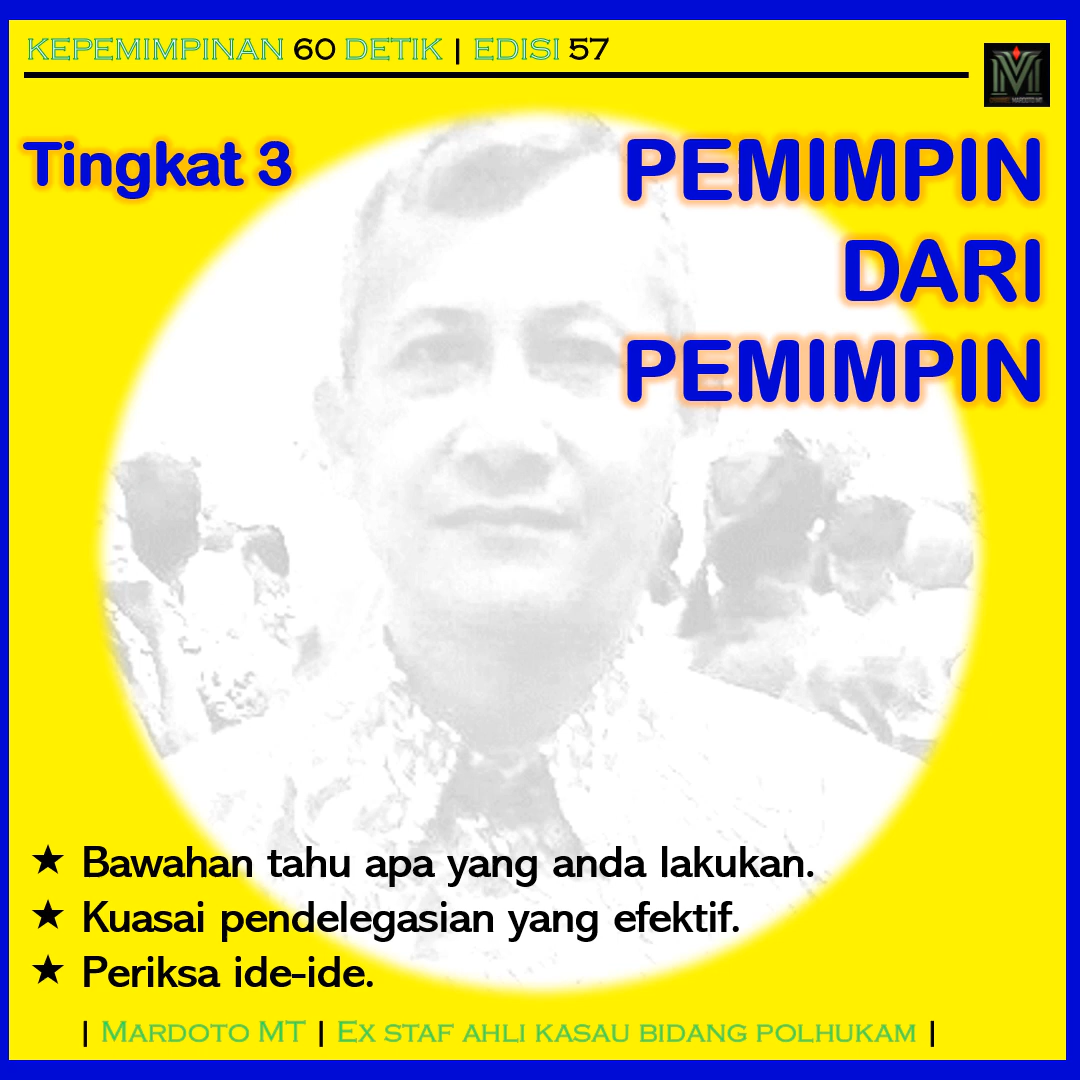 KEPEMIMPINAN 60 DETIK | EDISI 57
Tingkat 3
PEMIMPIN
DARI
PEMIMPIN
★ Bawahan tahu apa yang anda lakukan.
★ Kuasai pendelegasian yang efektif.
★ Periksa ide-ide.
| MARDOTO MT | EX STAF AHLI KASAU BIDANG POLHUKAM |